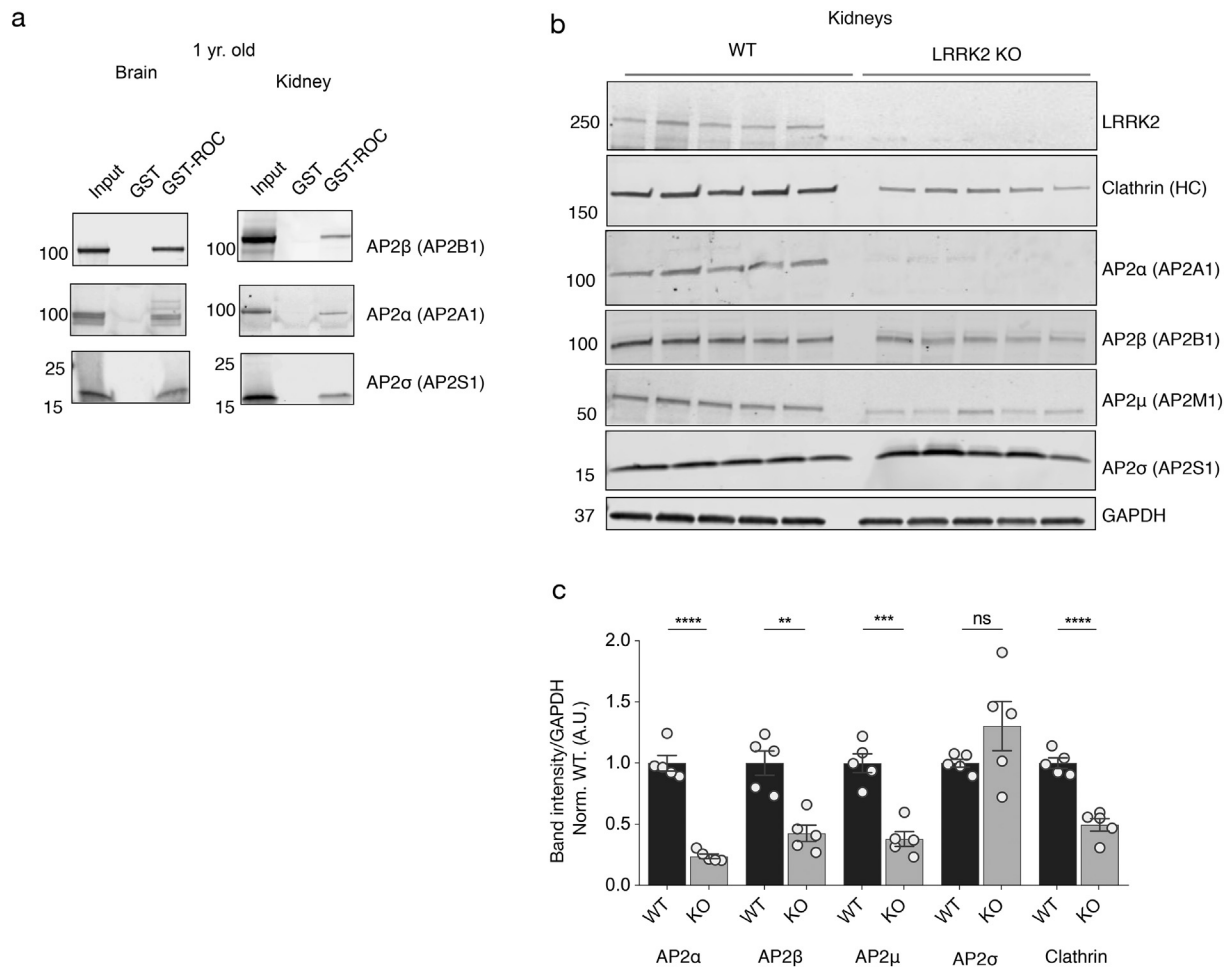 a
1 yr. old
Brain
Kidney
Input
GST
GST-ROC
Input
GST
GST-ROC
100
100
AP2β (AP2B1)
100
100
AP2α (AP2A1)
25
15
25
15
AP2σ (AP2S1)
b
Kidneys
WT
LRRK2 KO
250
LRRK2
Clathrin (HC)
150
AP2α (AP2A1)
100
AP2β (AP2B1)
100
AP2µ (AP2M1)
50
AP2σ (AP2S1)
15
37
GAPDH
c
**** ** *** ns ****
Band intensity/GAPDH
Norm. WT. (A.U.)
2.0
1.5
1.0
0.5
0.0
WT KO WT KO WT KO WT KO WT KO
AP2α AP2β AP2µ AP2σ Clathrin